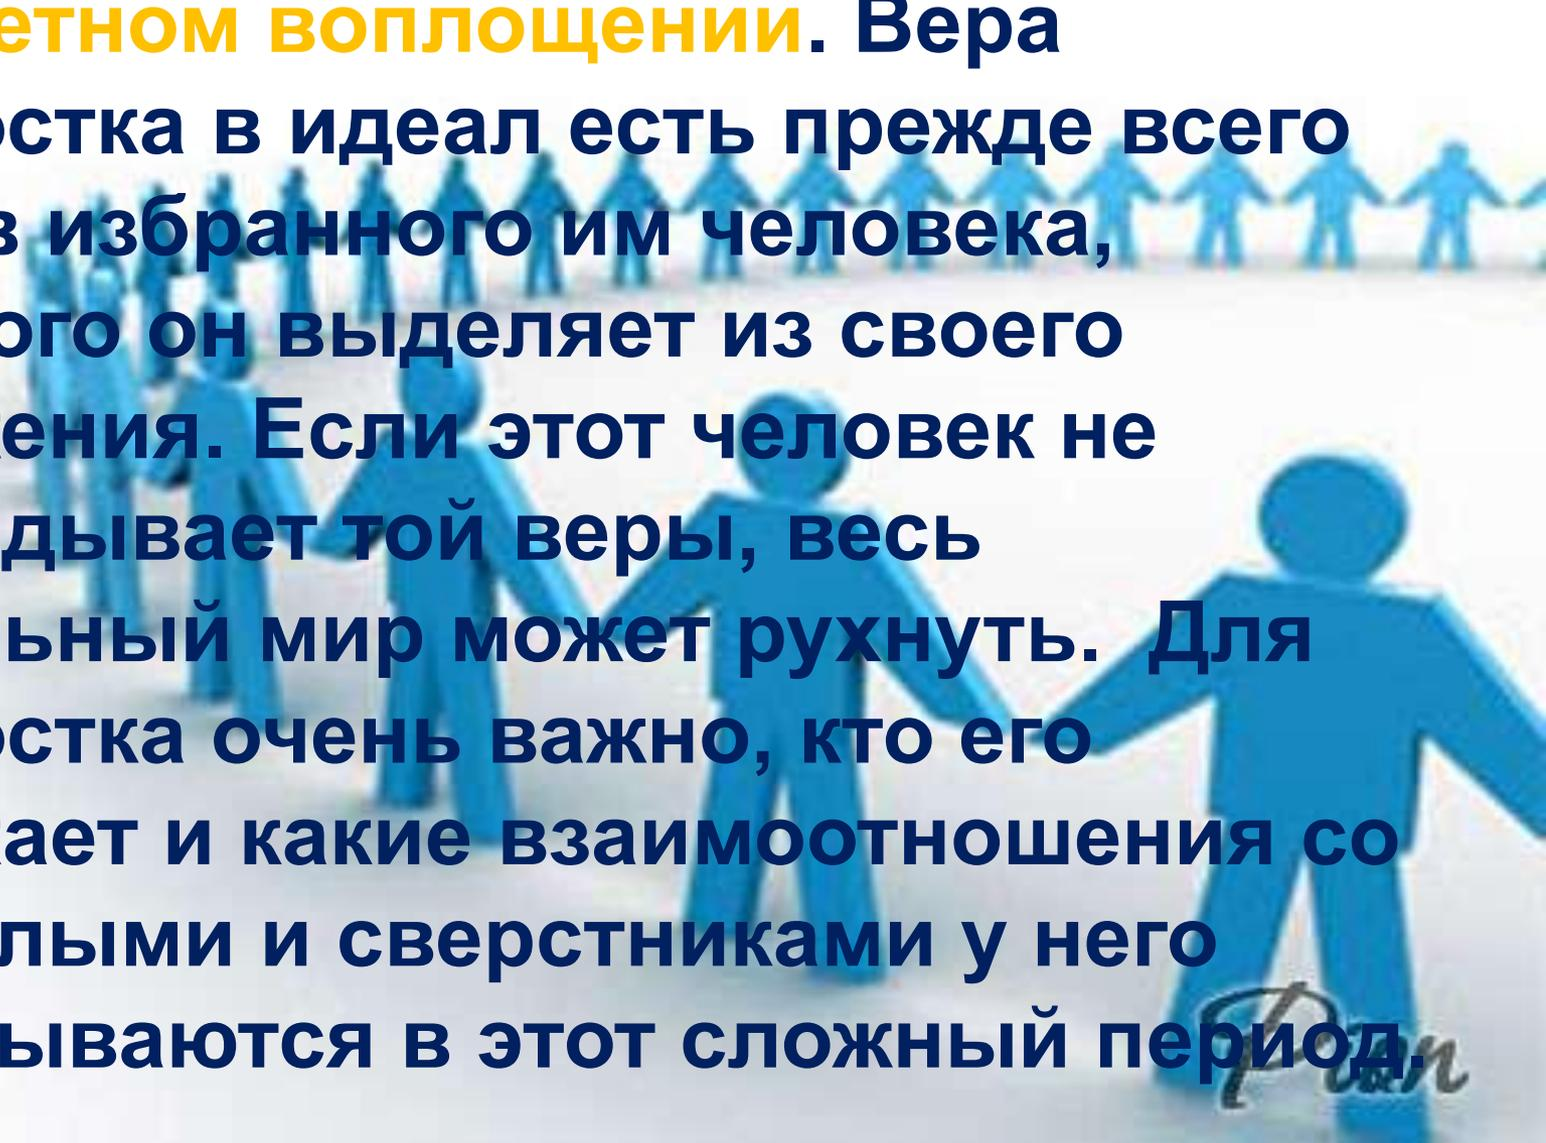 етном воплощении. Вера
остка в идеал есть прежде всего
в избранного им человека,
ого он выделяет из своего
жения. Если этот человек не
дывает той веры, весь
ьный мир может рухнуть. Для
остка очень важно, кто его
кает и какие взаимоотношения со
лыми и сверстниками у него
ываются в этот сложный период.